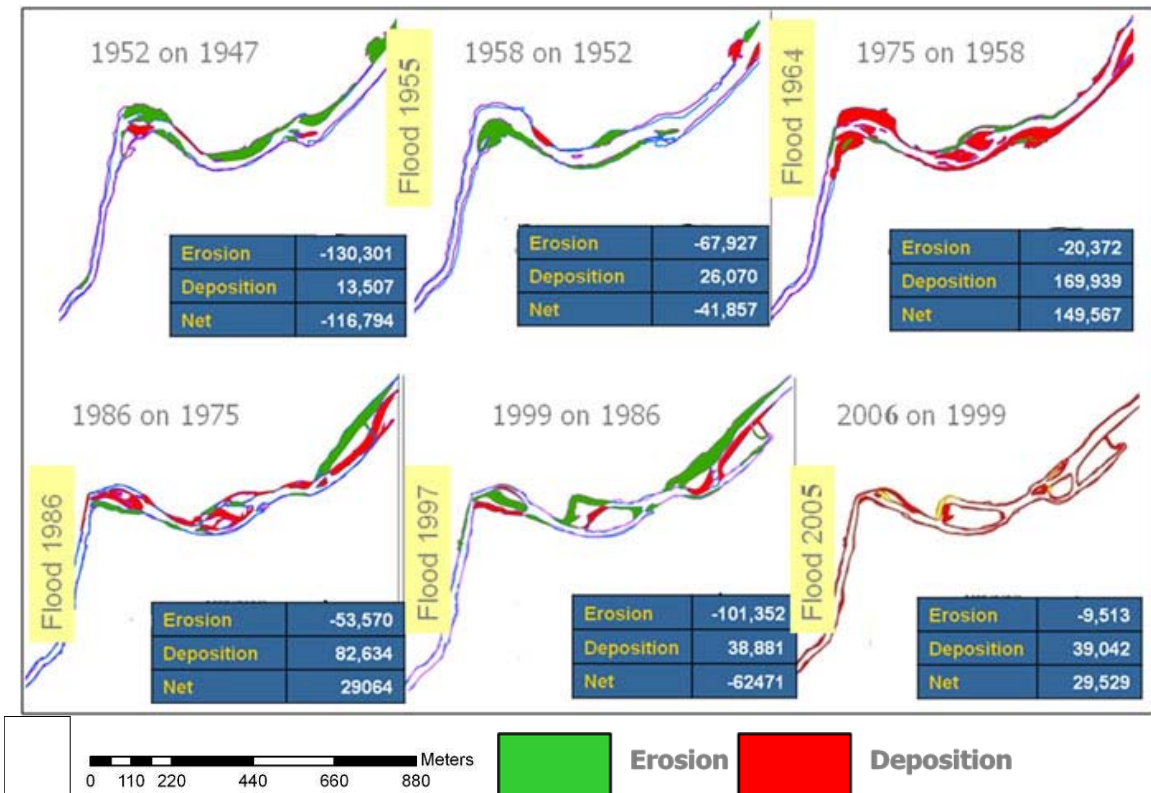 1952 on 1947
Erosion -130,301
Deposition 13,507
Net -116,794
Flood 1955
1958 on 1952
Erosion -67,927
Deposition 26,070
Net -41,857
Flood 1964
1975 on 1958
Erosion -20,372
Deposition 169,939
Net 149,567
Flood 1986
1986 on 1975
Erosion -53,570
Deposition 82,634
Net 29064
Flood 1997
1999 on 1986
Erosion -101,352
Deposition 38,881
Net -62471
Flood 2005
2006 on 1999
Erosion -9,513
Deposition 39,042
Net 29,529
Meters
0 110 220 440 660 880
Erosion
Deposition